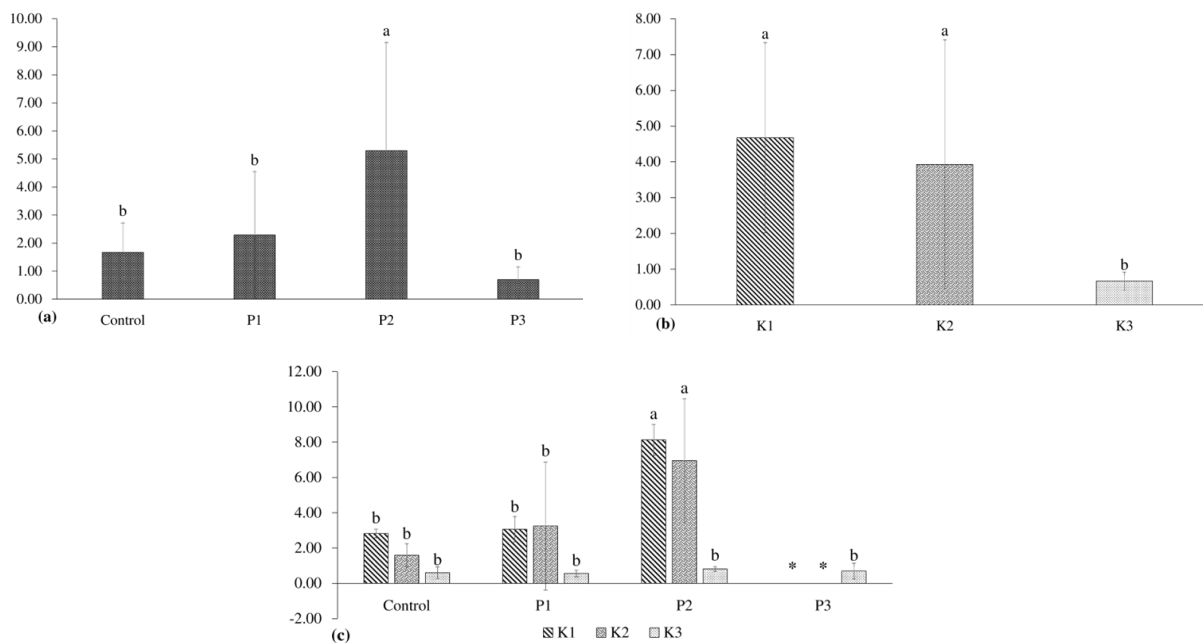 10.00
9.00
8.00
7.00
6.00
5.00
4.00
3.00
2.00
1.00
0.00
b
b
a
b
Control P1 P2 P3
(a)
8.00
7.00
6.00
5.00
4.00
3.00
2.00
1.00
0.00
a
a
b
(b)
K1 K2 K3
12.00
10.00
8.00
6.00
4.00
2.00
0.00
-2.00
b b b
b b b
a a b
* * b
Control P1 P2 P3
(c)
K1 K2 K3